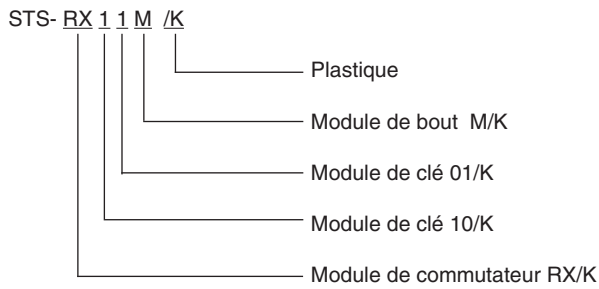 STS- RX 1 1 M /K
Plastique
Module de bout M/K
Module de clé 01/K
Module de clé 10/K
Module de commutateur RX/K